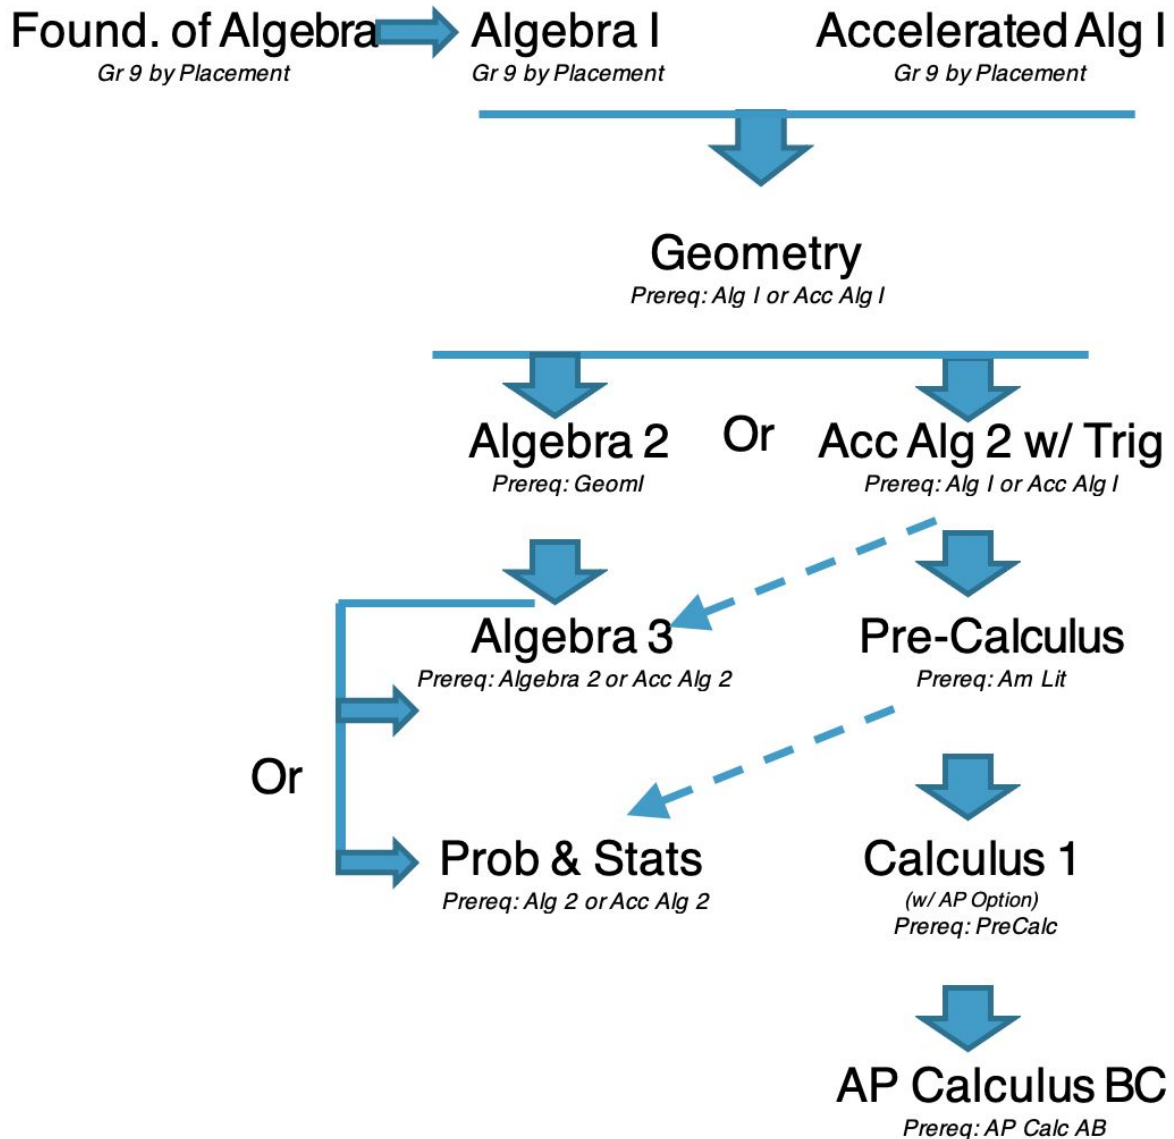 Found. of Algebra
Gr 9 by Placement
Algebra I
Gr 9 by Placement
Accelerated Alg I
Gr 9 by Placement
Geometry
Prereq: Alg I or Acc Alg I
Algebra 2
Prereq: GeomI
Or
Acc Alg 2 w/ Trig
Prereq: Alg I or Acc Alg I
Algebra 3
Prereq: Algebra 2 or Acc Alg 2
Pre-Calculus
Prereq: Am Lit
Or
Prob & Stats
Prereq: Alg 2 or Acc Alg 2
Calculus 1
(w/ AP Option)
Prereq: PreCalc
AP Calculus BC
Prereq: AP Calc AB